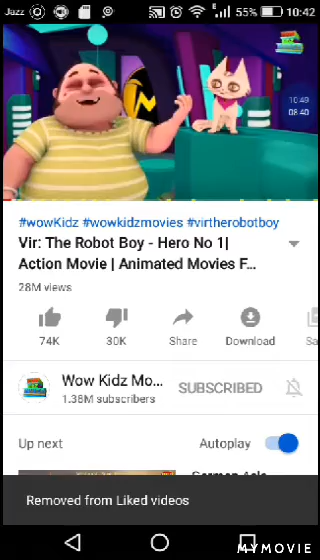 Jazz 55% 10:42
10:49
08:40
#wowKidz #wowkidzmovies #virtherobotboy
Vir: The Robot Boy - Hero No 1|
Action Movie | Animated Movies F...
28M views
74K 30K Share Download Sa
Wow Kidz Mo... SUBSCRIBED
1.38M subscribers
Up next Autoplay
Removed from Liked videos
MYMOVIE